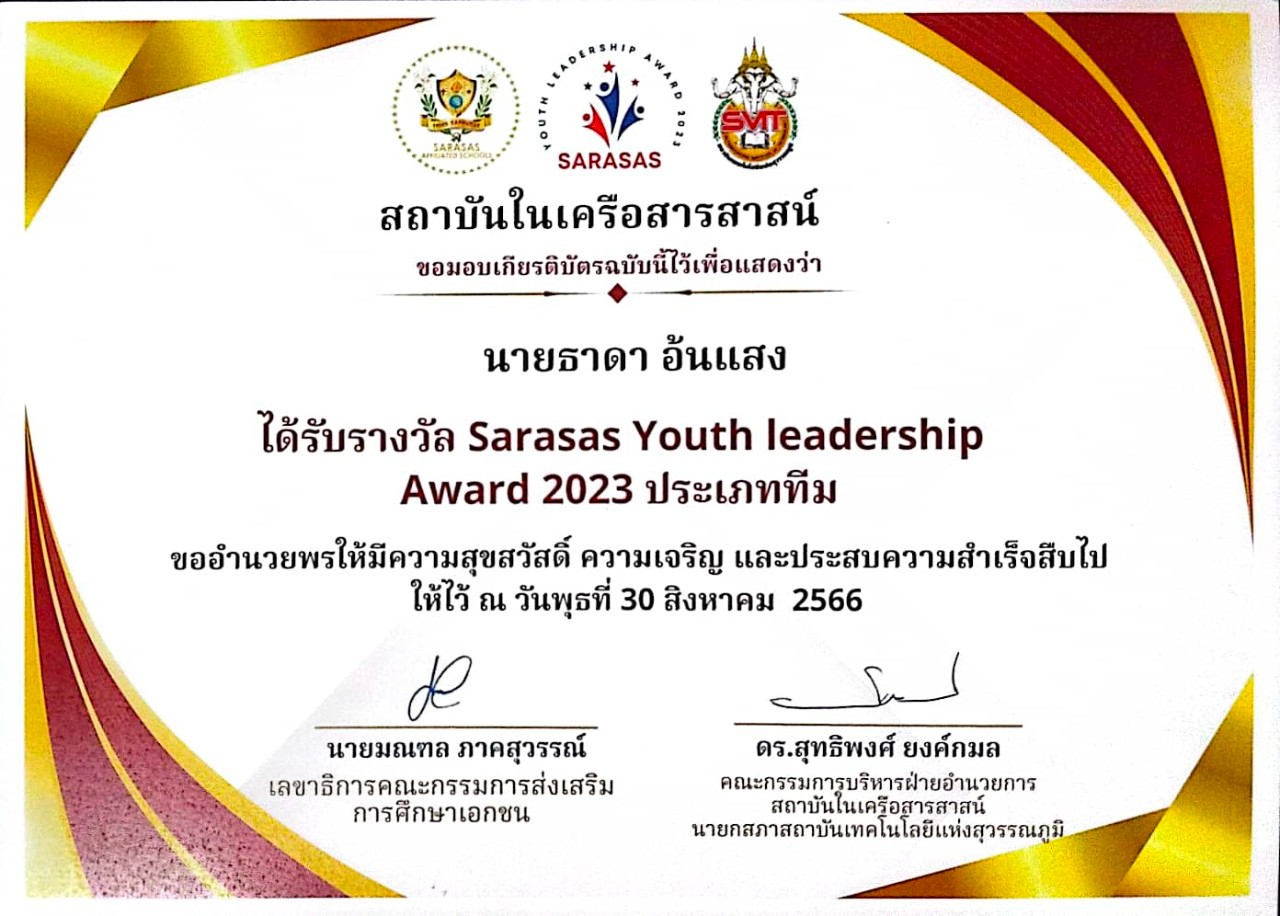 SARASAS
AFFILIATED SCHOOLS
YOUTH LEADERSHIP AWARD 2023
SARASAS
SVIT
สถาบันในเครือสารสาสน์
ขอมอบเกียรติบัตรฉบับนี้ไว้เพื่อแสดงว่า
นายธาดา อ้นแสง
ได้รับรางวัล Sarasas Youth leadership
Award 2023 ประเภททีม
ขออำนวยพรให้มีความสุขสวัสดิ์ ความเจริญ และประสบความสำเร็จสืบไป
ให้ไว้ ณ วันพุธที่ 30 สิงหาคม 2566
นายมณฑล ภาคสุวรรณ์
เลขาธิการคณะกรรมการส่งเสริม
การศึกษาเอกชน
ดร.สุทธิพงศ์ ยงค์กมล
คณะกรรมการบริหารฝ่ายอำนวยการ
สถาบันในเครือสารสาสน์
นายกสภาสถาบันเทคโนโลยีแห่งสุวรรณภูมิ